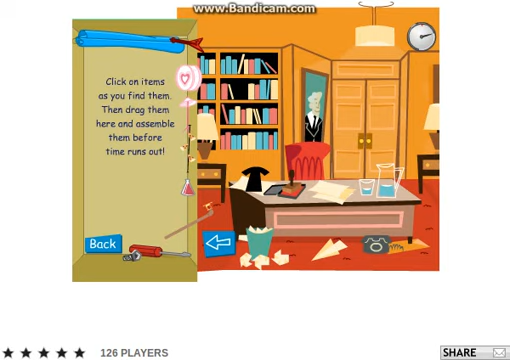 www.Bandicam.com
Click on items
as you find them.
Then drag them
here and assemble
them before
time runs out!
Back
126 PLAYERS
SHARE